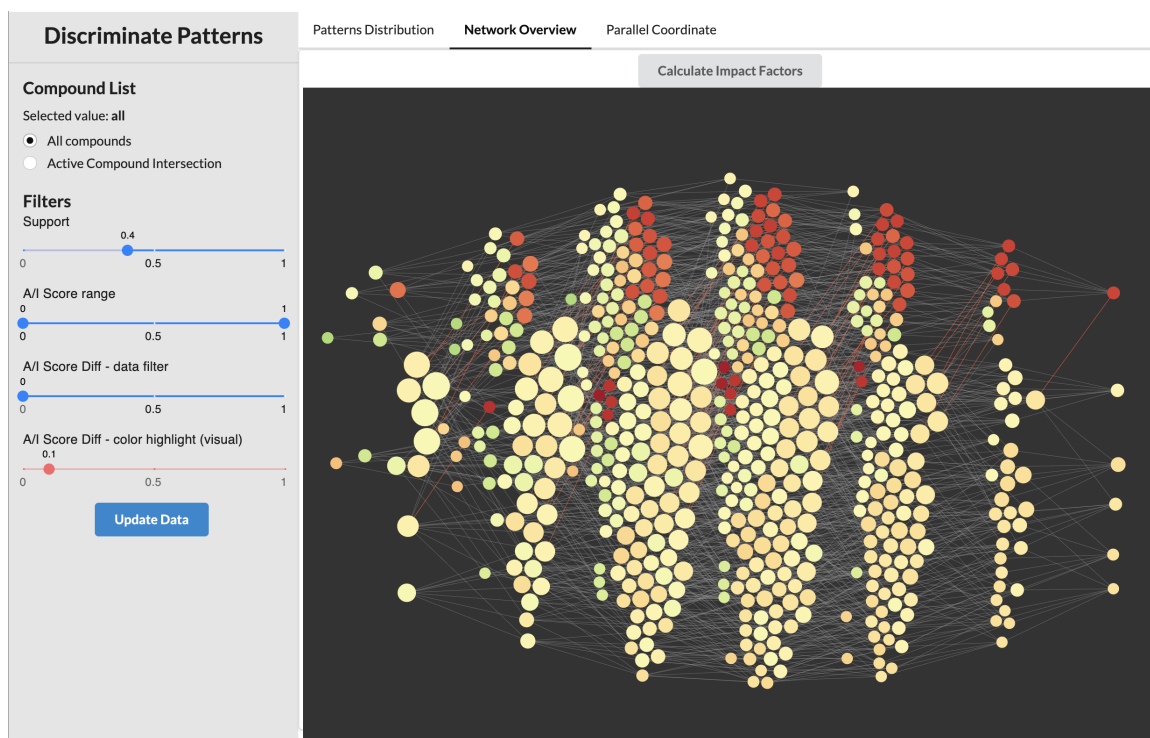 Discriminate Patterns
Patterns Distribution
Network Overview
Parallel Coordinate
Calculate Impact Factors
Compound List
Selected value: all
All compounds
Active Compound Intersection
Filters
Support
0.4
0 0.5 1
A/I Score range
0 1
0 0.5 1
A/I Score Diff - data filter
0
0 0.5 1
A/I Score Diff - color highlight (visual)
0.1
0 0.5 1
Update Data